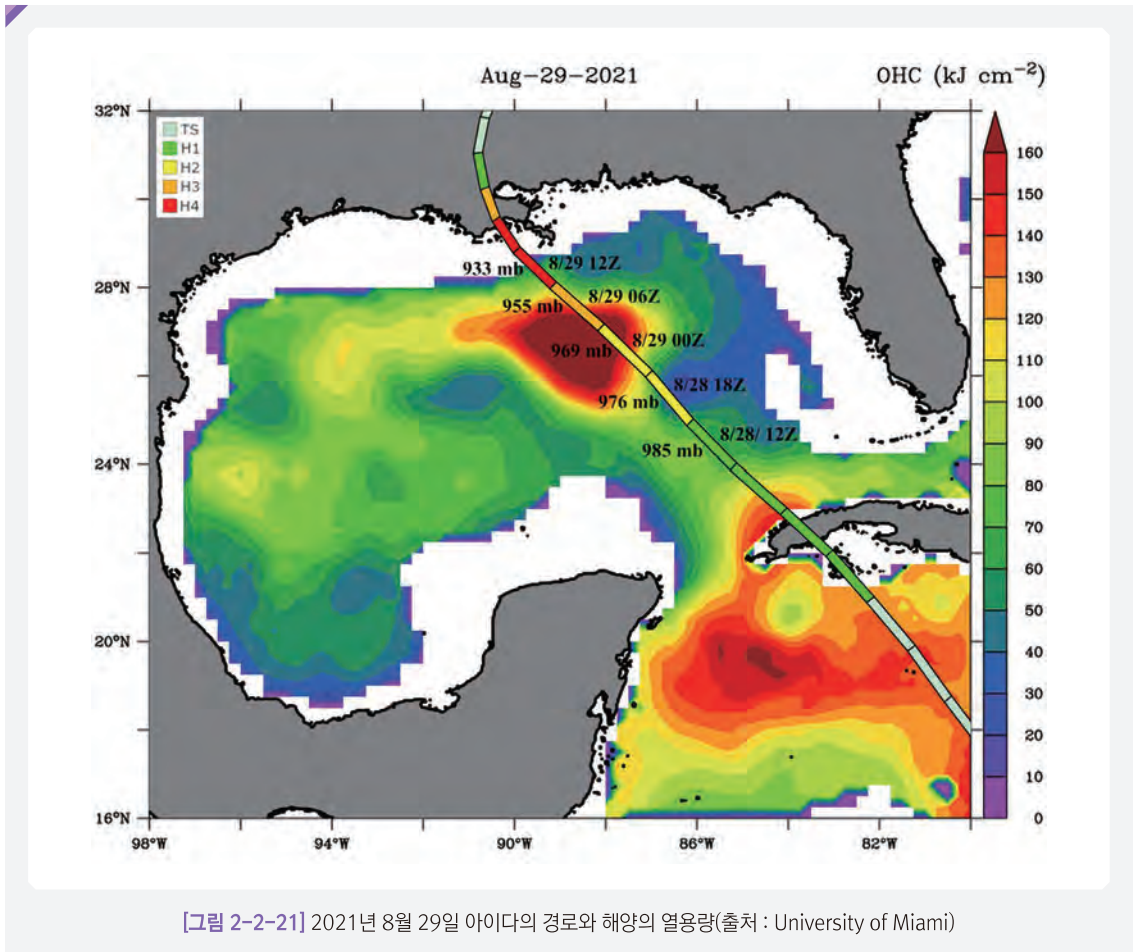 Aug-29-2021
OHC (kJ cm⁻²)
32°N
28°N
24°N
20°N
16°N
TS
H1
H2
H3
H4
933 mb
8/29 12Z
955 mb
8/29 06Z
969 mb
8/29 00Z
976 mb
8/28 18Z
985 mb
8/28/ 12Z
98°W
94°W
90°W
86°W
82°W
160
150
140
130
120
110
100
90
80
70
60
50
40
30
20
10
0
[그림 2-2-21] 2021년 8월 29일 아이다의 경로와 해양의 열용량(출처 : University of Miami)